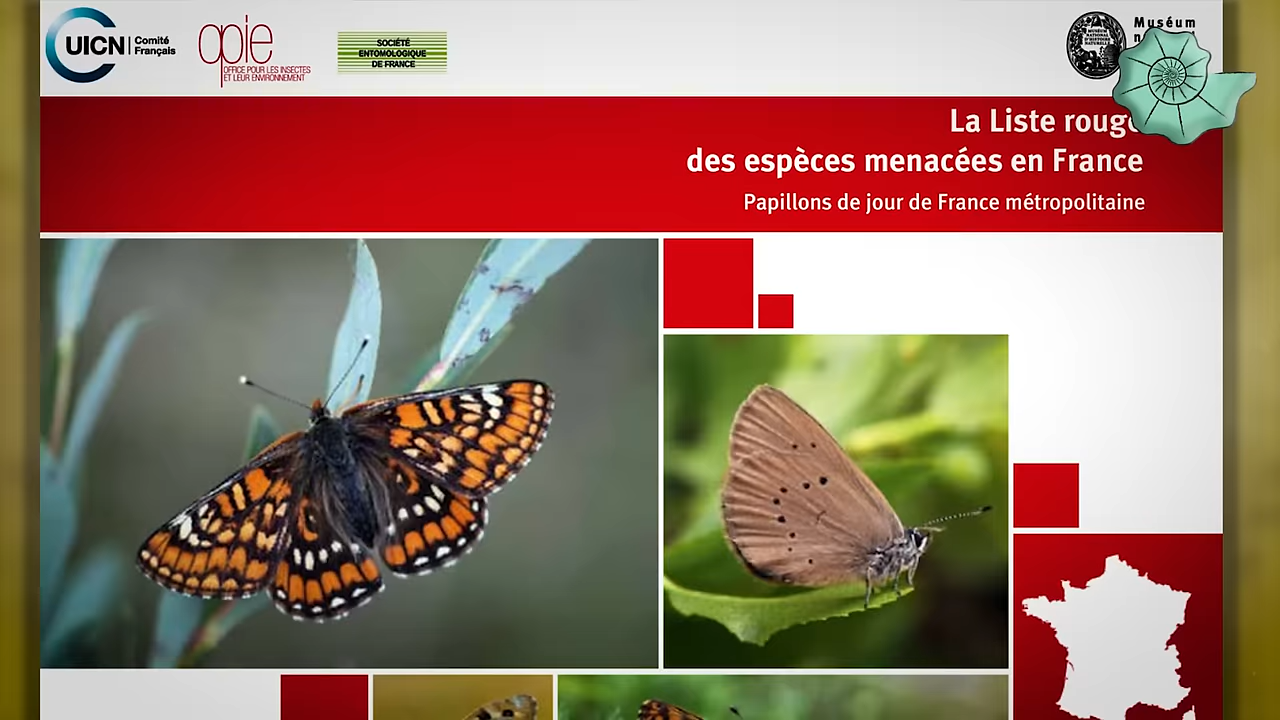 UICN
Comité
Français
opie
OFFICE POUR LES INSECTES
ET LEUR ENVIRONNEMENT
SOCIÉTÉ
ENTOMOLOGIQUE
DE FRANCE
Muséum
La Liste rouge
des espèces menacées en France
Papillons de jour de France métropolitaine